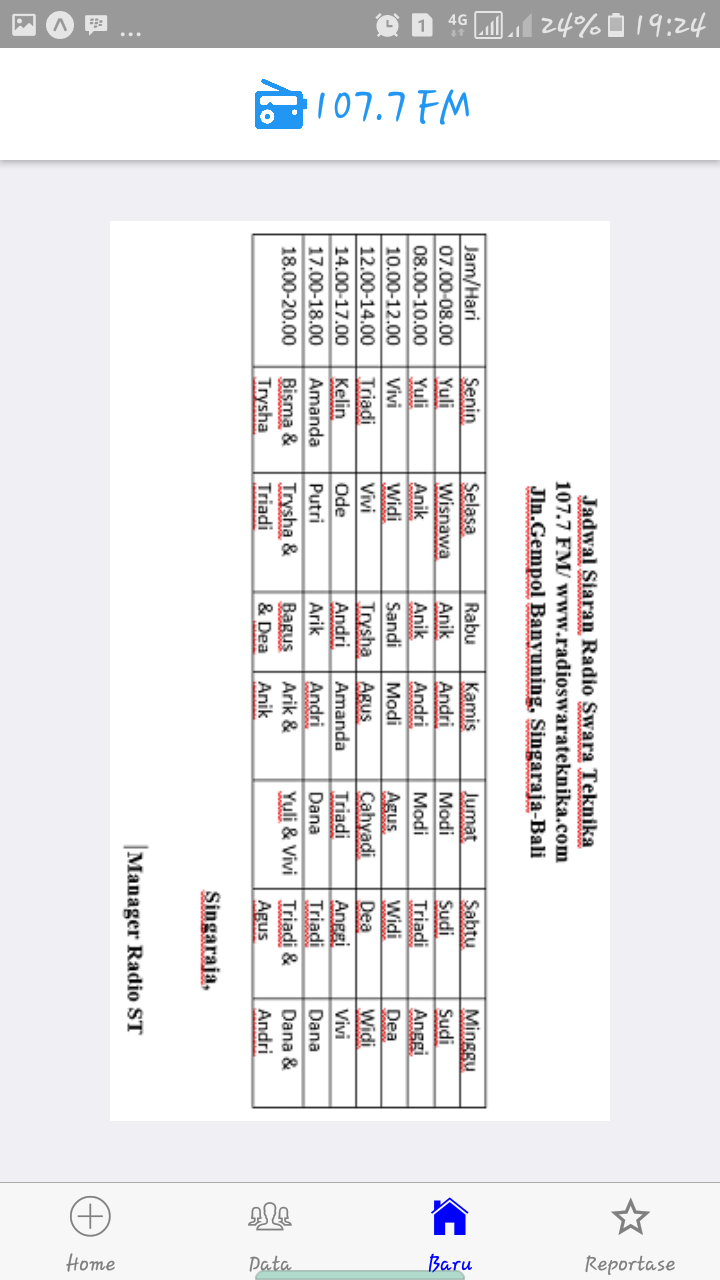 ... 1 4G 24% 19:24
107.7 FM
Jadwal Siaran Radio Swara Teknika
107.7 FM/ www.radioswarateknika.com
Jln.Gempol Banyuning, Singaraja-Bali
Jam/Hari Senin Selasa Rabu Kamis Jumat Sabtu Minggu
07.00-08.00 Yuli Wisnawa Anik Andri Modi Sudi Sudi
08.00-10.00 Yuli Anik Anik Andri Modi Triadi Anggi
10.00-12.00 Vivi Widi Sandi Modi Agus Widi Dea
12.00-14.00 Triadi Vivi Trysha Agus Cahyadi Dea Widi
14.00-17.00 Kelin Ode Andri Amanda Triadi Anggi Vivi
17.00-18.00 Amanda Putri Arik Andri Dana Triadi Dana
18.00-20.00 Bisma & Trysha & Bagus Arik & Yuli & Vivi Triadi & Dana &
Trysha Triadi & Dea Anik Agus Andri
Singaraja,
Manager Radio ST
Home Data Baru Reportase